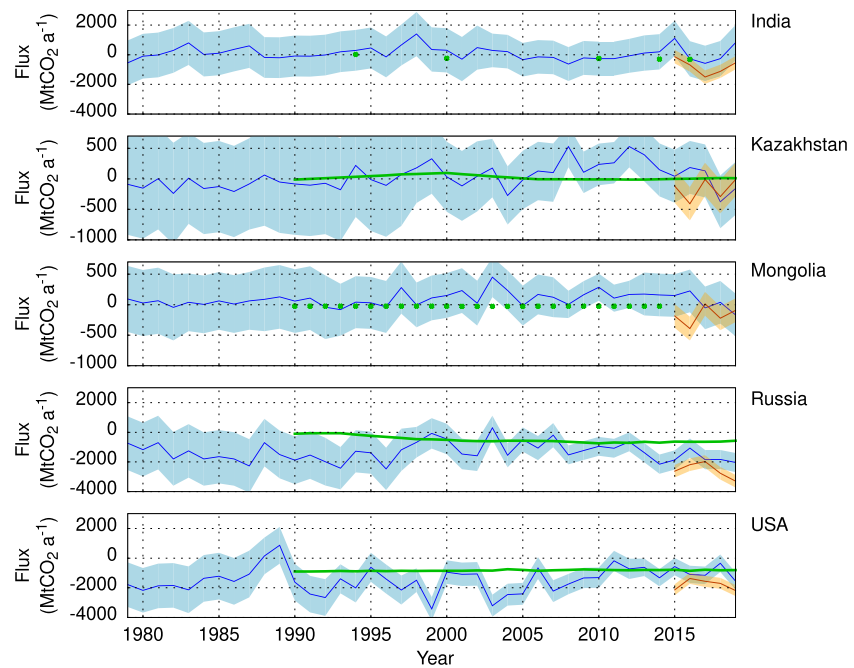 India
Flux
(MtCO2 a-1)
2000
0
-2000
-4000
Kazakhstan
Flux
(MtCO2 a-1)
500
0
-500
-1000
Mongolia
Flux
(MtCO2 a-1)
500
0
-500
-1000
Russia
Flux
(MtCO2 a-1)
2000
0
-2000
-4000
USA
Flux
(MtCO2 a-1)
2000
0
-2000
-4000
1980 1985 1990 1995 2000 2005 2010 2015
Year